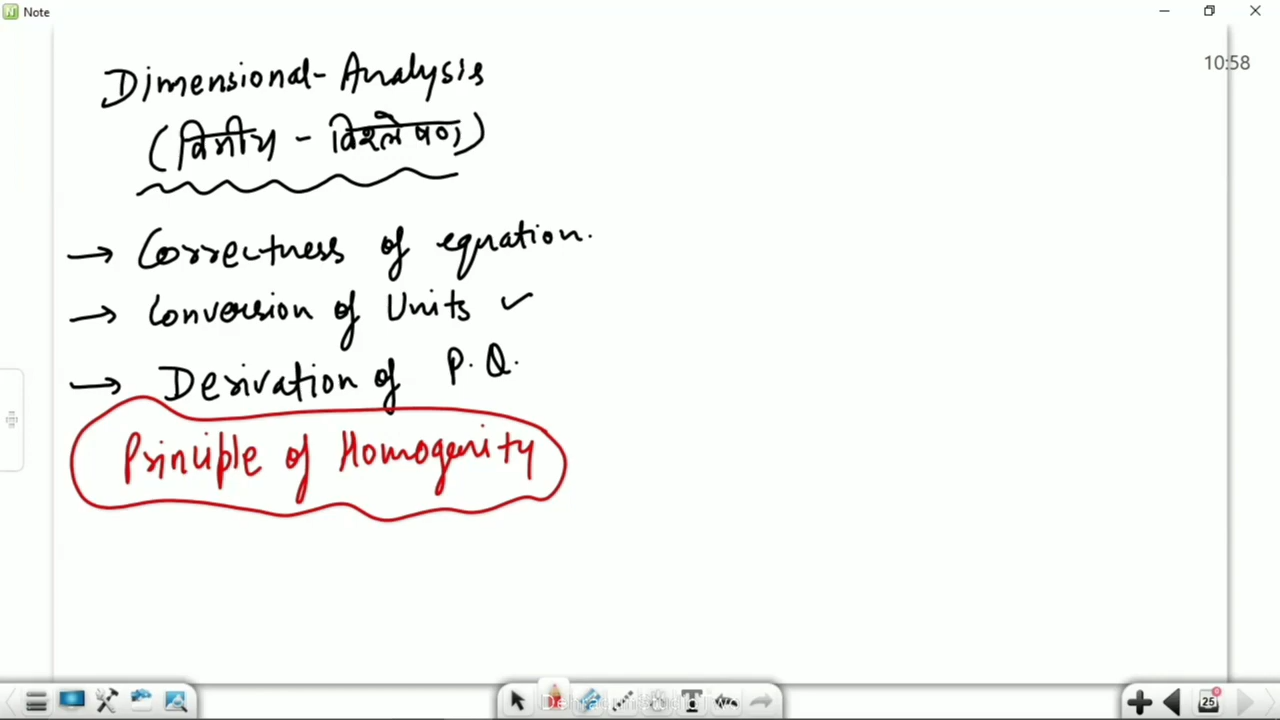 Note
10:58
Dimensional-Analysis
(विमीय - विश्लेषण)
→ Correctness of equation.
→ Conversion of Units ✓
→ Derivation of P.Q.
Principle of Homogenity
25